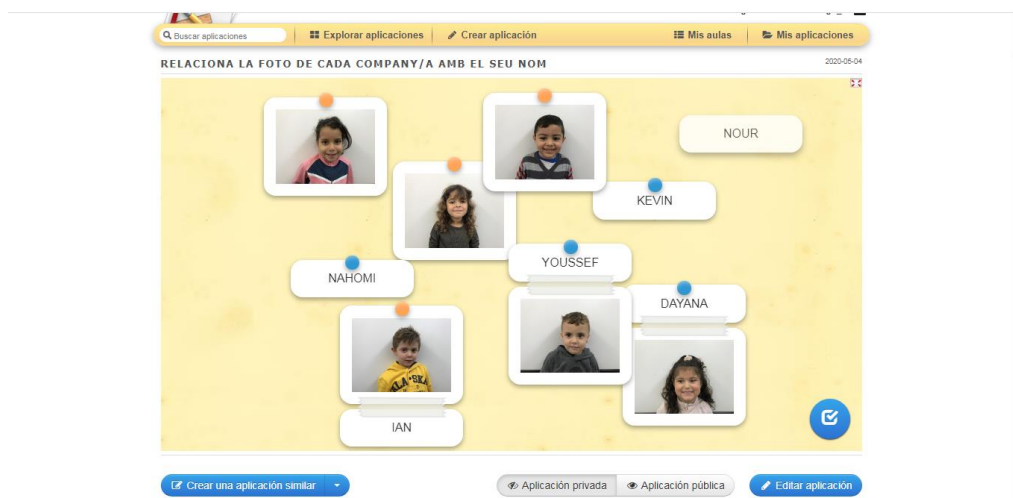 Buscar aplicaciones
Explorar aplicaciones
Crear aplicación
Mis aulas
Mis aplicaciones
RELACIONA LA FOTO DE CADA COMPANY/A AMB EL SEU NOM
2020-05-04
NOUR
KEVIN
YOUSSEF
NAHOMI
DAYANA
IAN
Crear una aplicación similar
Aplicación privada
Aplicación pública
Editar aplicación